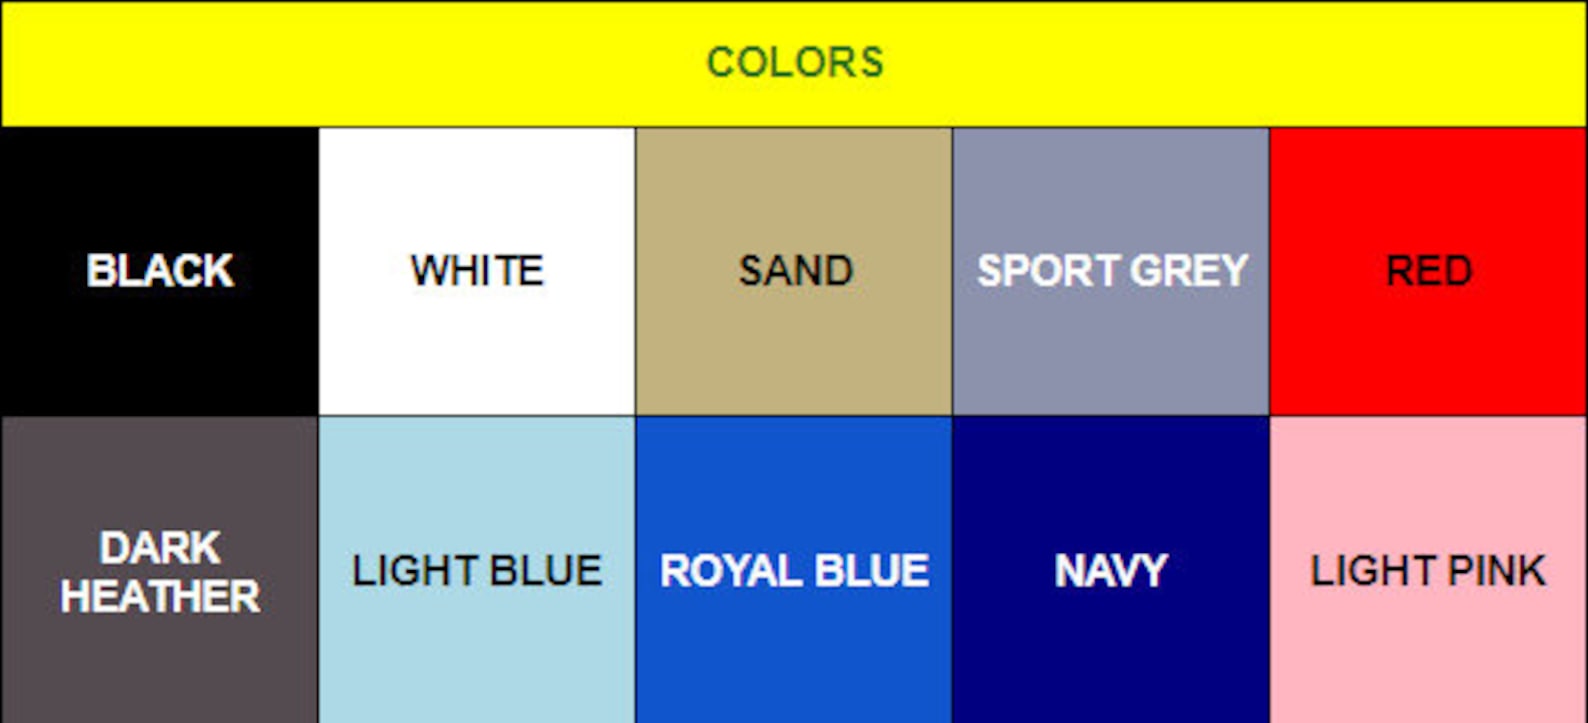 COLORS
BLACK
WHITE
SAND
SPORT GREY
RED
DARK
HEATHER
LIGHT BLUE
ROYAL BLUE
NAVY
LIGHT PINK